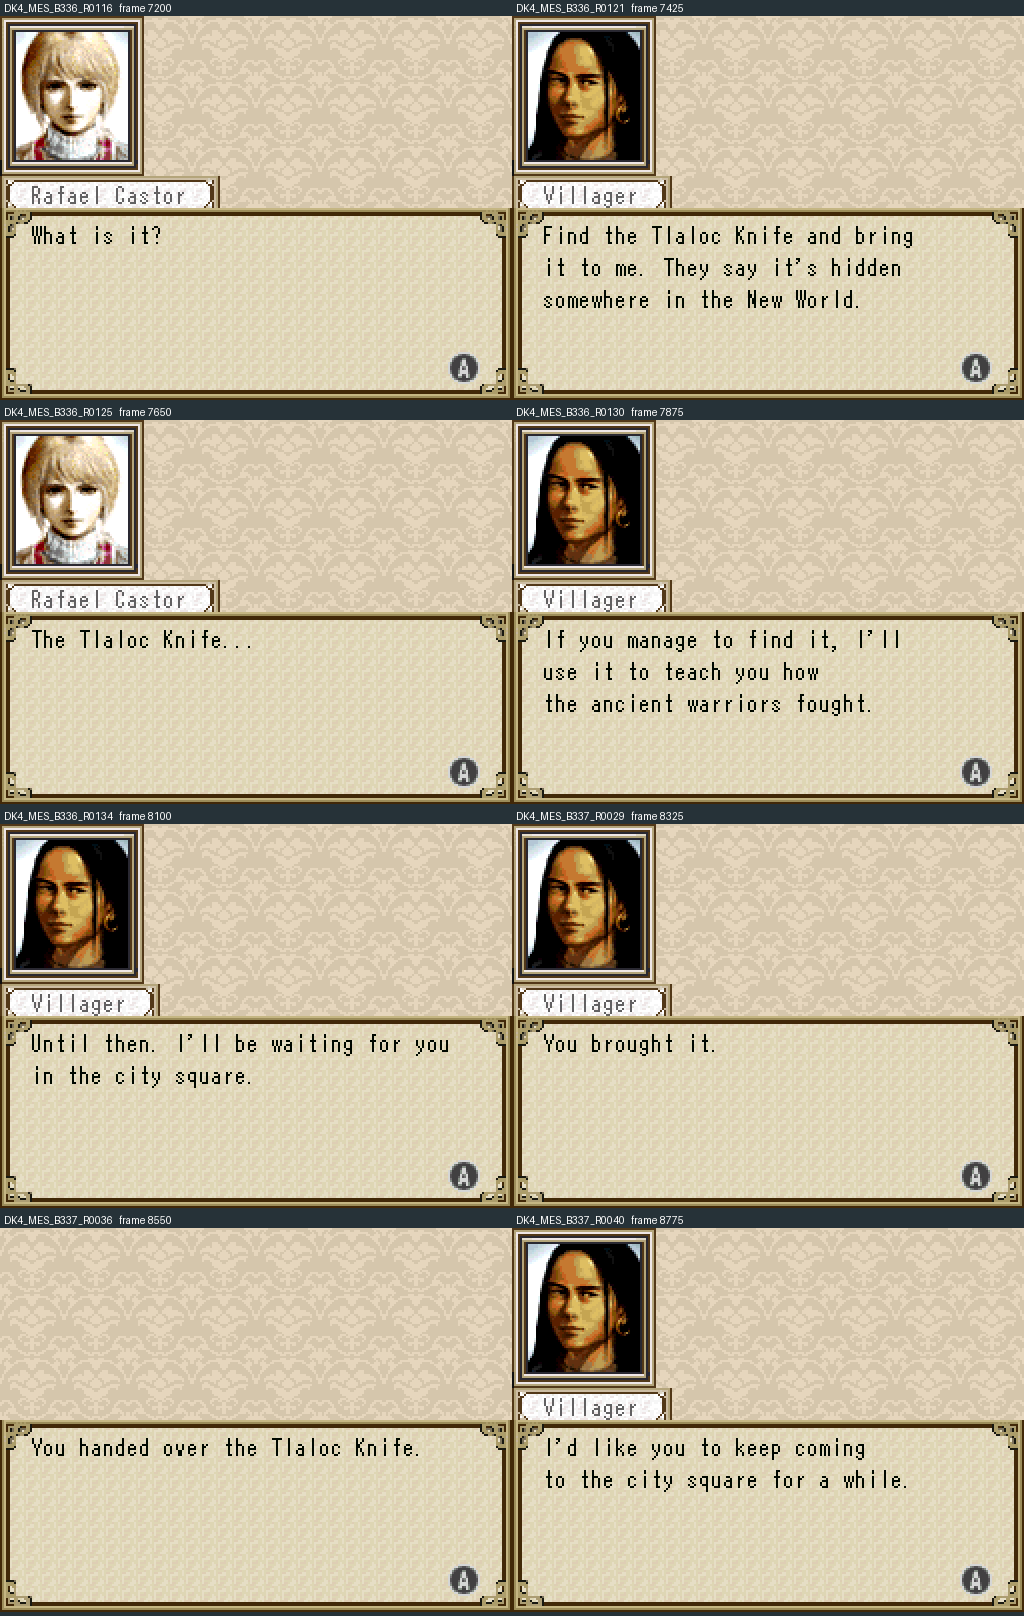 DK4_MES_B336_R0116 frame 7200
Rafael Castor
What is it?
A
DK4_MES_B336_R0121 frame 7425
Villager
Find the Tlaloc Knife and bring
it to me. They say it's hidden
somewhere in the New World.
A
DK4_MES_B336_R0125 frame 7650
Rafael Castor
The Tlaloc Knife...
A
DK4_MES_B336_R0130 frame 7875
Villager
If you manage to find it, I'll
use it to teach you how
the ancient warriors fought.
A
DK4_MES_B336_R0134 frame 8100
Villager
Until then. I'll be waiting for you
in the city square.
A
DK4_MES_B337_R0029 frame 8325
Villager
You brought it.
A
DK4_MES_B337_R0036 frame 8550
You handed over the Tlaloc Knife.
A
DK4_MES_B337_R0040 frame 8775
Villager
I'd like you to keep coming
to the city square for a while.
A